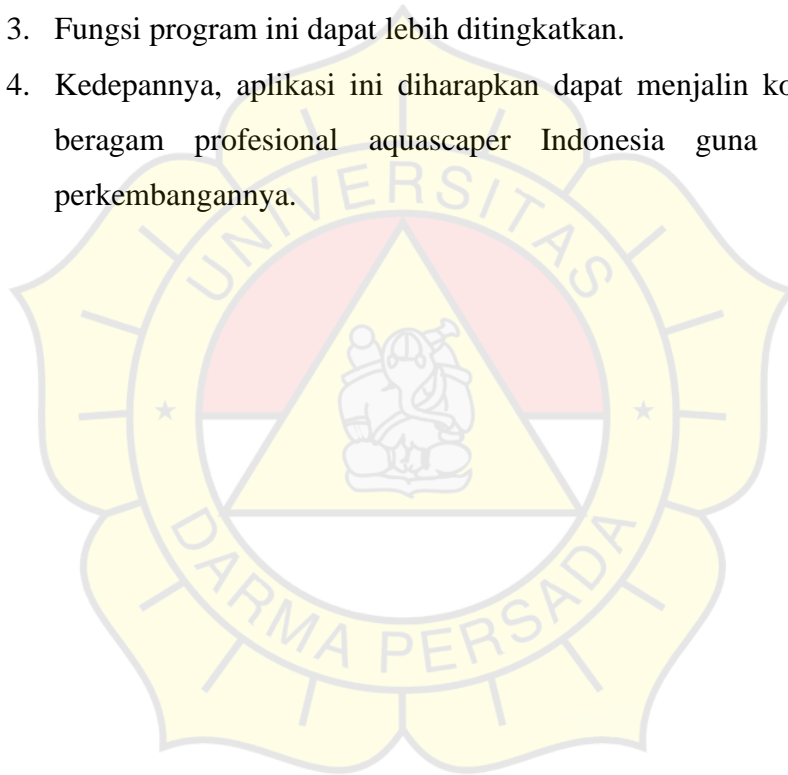 3. Fungsi program ini dapat lebih ditingkatkan.
4. Kedepannya, aplikasi ini diharapkan dapat menjalin
beragam profesional aquascaper Indonesia guna
perkembangannya.
UNIVERSITAS
DARMA PERSADA